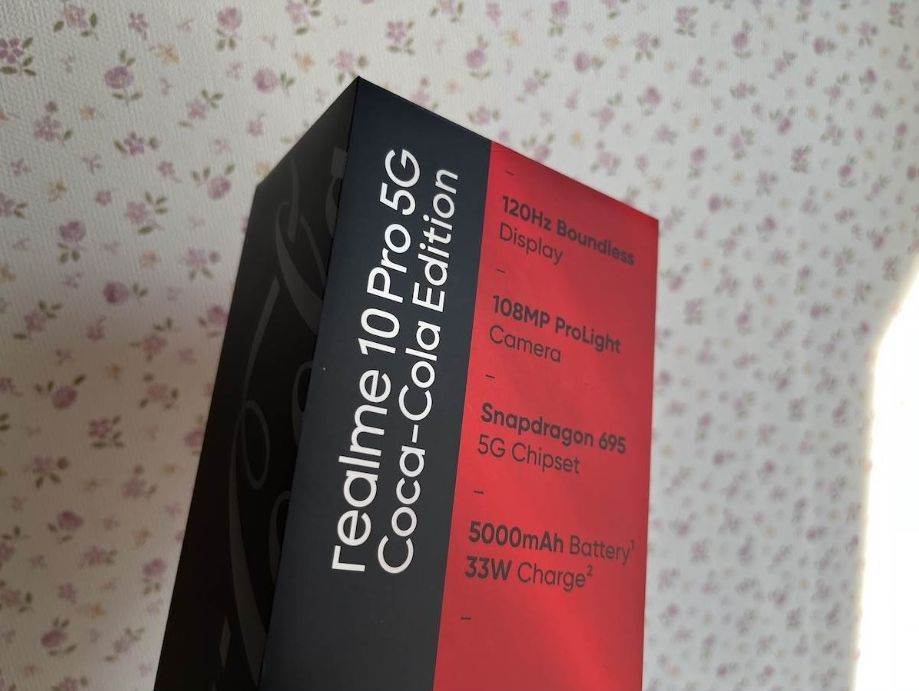 realme 10 Pro 5G
Coca-Cola Edition
120Hz Boundless
Display
108MP ProLight
Camera
Snapdragon 695
5G Chipset
5000mAh Battery¹
33W Charge²